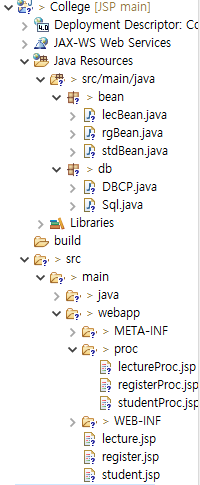 > College [JSP main]
Deployment Descriptor: Co
> JAX-WS Web Services
> Java Resources
> src/main/java
> bean
> lecBean.java
> rgBean.java
> stdBean.java
> db
> DBCP.java
> Sql.java
Libraries
build
> src
> main
> java
> webapp
> META-INF
> proc
lectureProc.jsp
registerProc.jsp
studentProc.jsp
> WEB-INF
lecture.jsp
register.jsp
student.jsp